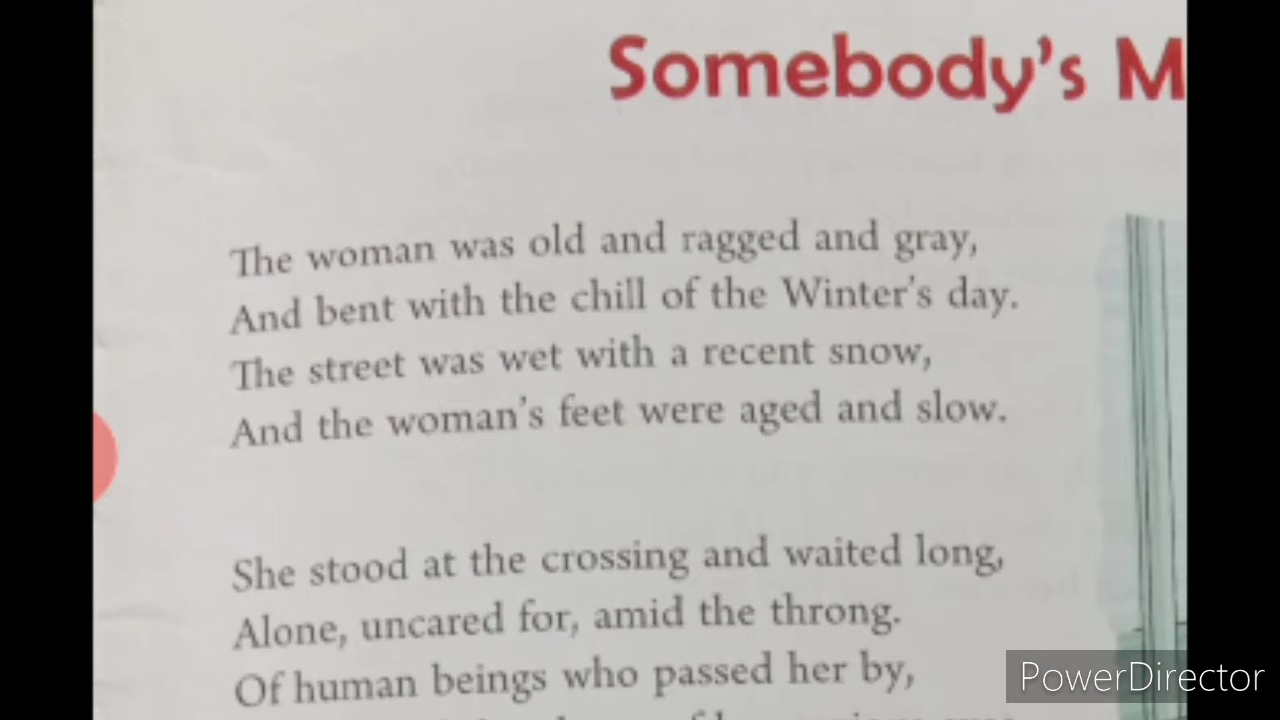 Somebody's M
The woman was old and ragged and gray,
And bent with the chill of the Winter's day.
The street was wet with a recent snow,
And the woman's feet were aged and slow.
She stood at the crossing and waited long,
Alone, uncared for, amid the throng.
Of human beings who passed her by,
PowerDirector